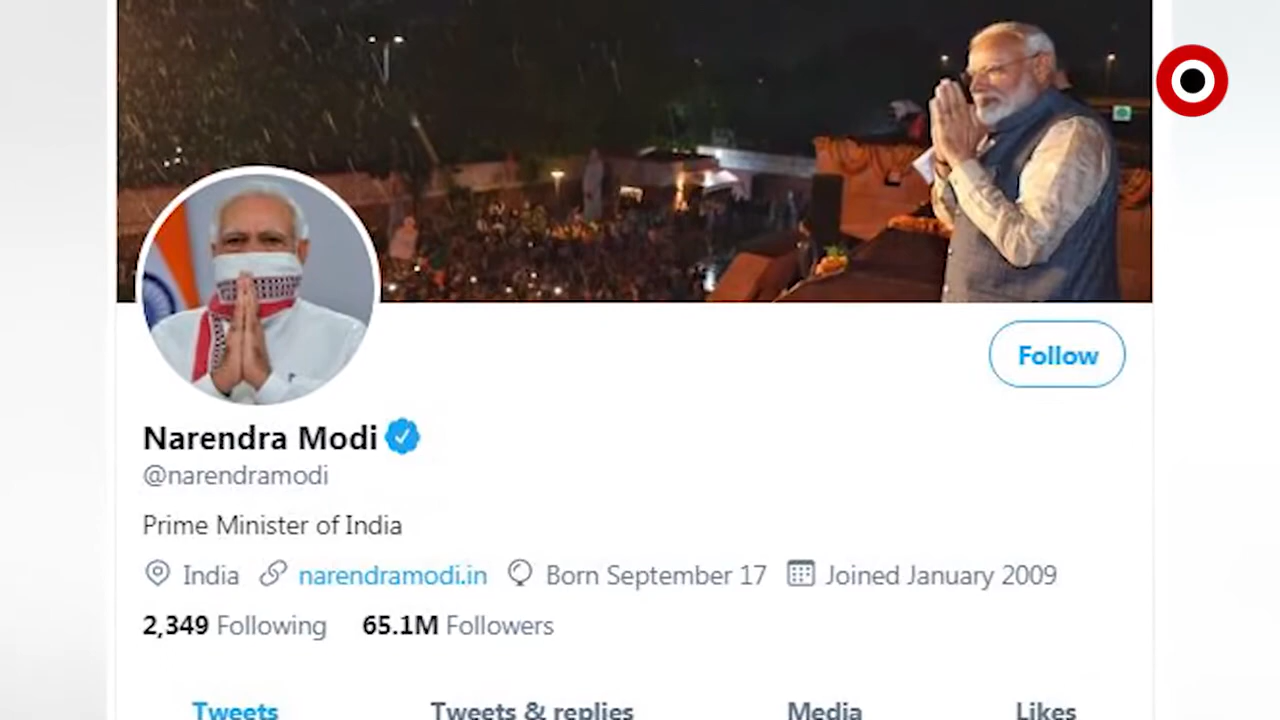 Follow
Narendra Modi
@narendramodi
Prime Minister of India
India narendramodi.in Born September 17 Joined January 2009
2,349 Following 65.1M Followers
Tweets Tweets & replies Media Likes